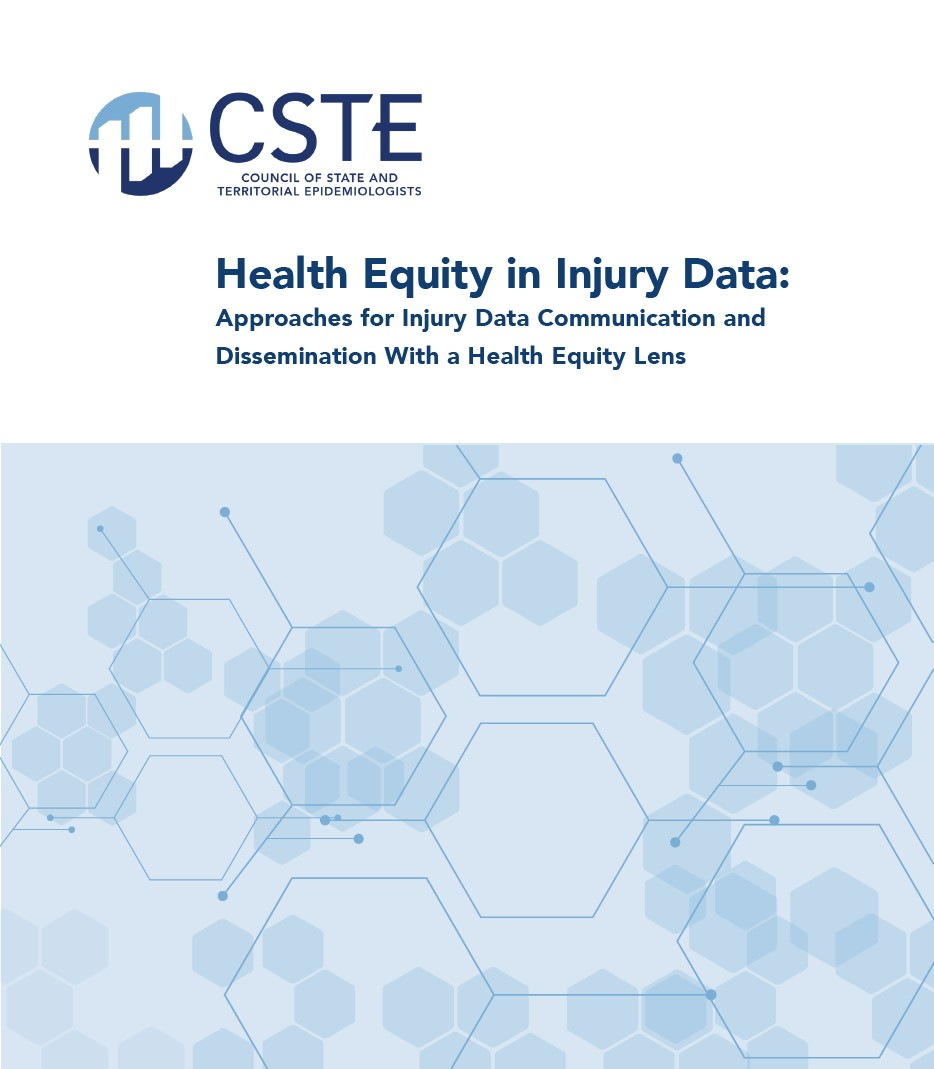 CSTE
COUNCIL OF STATE AND
TERRITORIAL EPIDEMIOLOGISTS
Health Equity in Injury Data:
Approaches for Injury Data Communication and
Dissemination With a Health Equity Lens